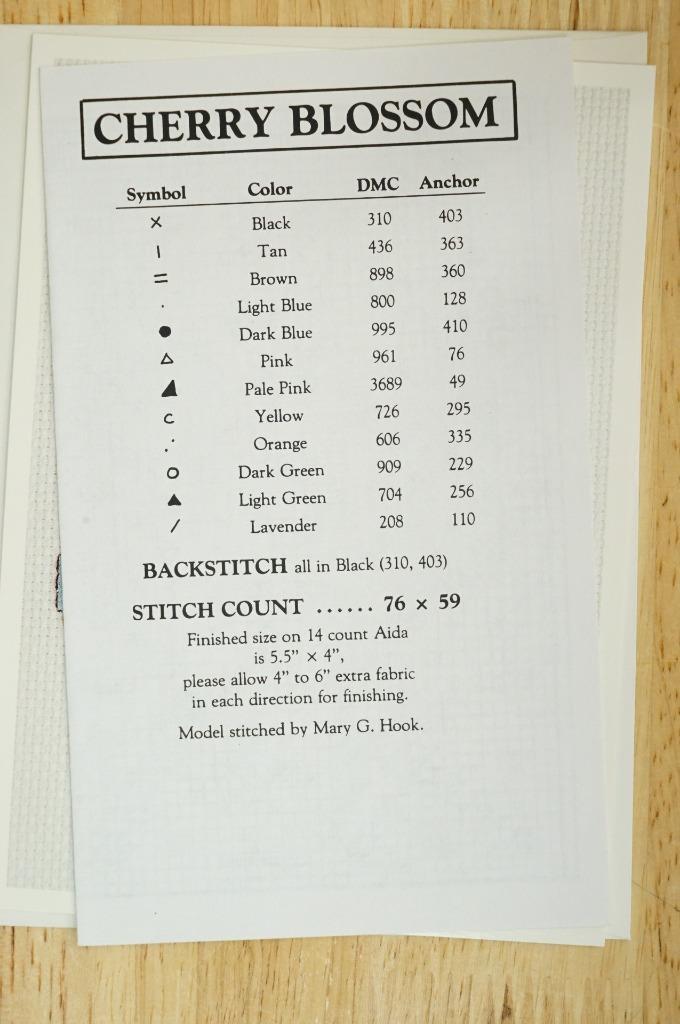 CHERRY BLOSSOM
Symbol Color DMC Anchor
× Black 310 403
| Tan 436 363
= Brown 898 360
· Light Blue 800 128
● Dark Blue 995 410
△ Pink 961 76
◢ Pale Pink 3689 49
c Yellow 726 295
⋰ Orange 606 335
○ Dark Green 909 229
▲ Light Green 704 256
/ Lavender 208 110
BACKSTITCH all in Black (310, 403)
STITCH COUNT ...... 76 × 59
Finished size on 14 count Aida
is 5.5” × 4”,
please allow 4” to 6” extra fabric
in each direction for finishing.
Model stitched by Mary G. Hook.